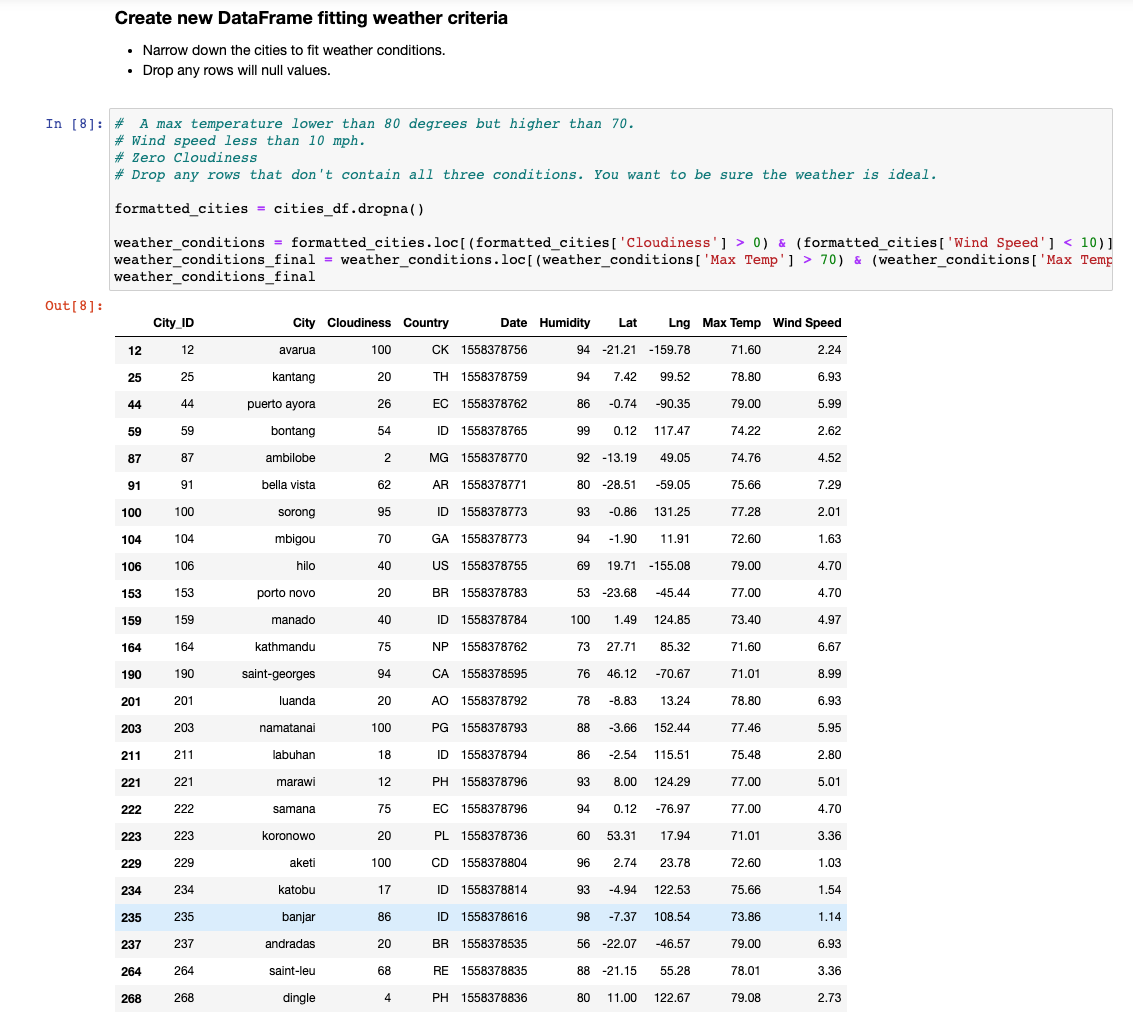 Create new DataFrame fitting weather criteria
• Narrow down the cities to fit weather conditions.
• Drop any rows will null values.
In [8]: #  A max temperature lower than 80 degrees but higher than 70.
# Wind speed less than 10 mph.
# Zero Cloudiness
# Drop any rows that don't contain all three conditions. You want to be sure the weather is ideal.
formatted_cities = cities_df.dropna()
weather_conditions = formatted_cities.loc[(formatted_cities['Cloudiness'] > 0) & (formatted_cities['Wind Speed'] < 10)]
weather_conditions_final = weather_conditions.loc[(weather_conditions['Max Temp'] > 70) & (weather_conditions['Max Temp
weather_conditions_final
Out[8]:
City_ID City Cloudiness Country Date Humidity Lat Lng Max Temp Wind Speed
12 12 avarua 100 CK 1558378756 94 -21.21 -159.78 71.60 2.24
25 25 kantang 20 TH 1558378759 94 7.42 99.52 78.80 6.93
44 44 puerto ayora 26 EC 1558378762 86 -0.74 -90.35 79.00 5.99
59 59 bontang 54 ID 1558378765 99 0.12 117.47 74.22 2.62
87 87 ambilobe 2 MG 1558378770 92 -13.19 49.05 74.76 4.52
91 91 bella vista 62 AR 1558378771 80 -28.51 -59.05 75.66 7.29
100 100 sorong 95 ID 1558378773 93 -0.86 131.25 77.28 2.01
104 104 mbigou 70 GA 1558378773 94 -1.90 11.91 72.60 1.63
106 106 hilo 40 US 1558378755 69 19.71 -155.08 79.00 4.70
153 153 porto novo 20 BR 1558378783 53 -23.68 -45.44 77.00 4.70
159 159 manado 40 ID 1558378784 100 1.49 124.85 73.40 4.97
164 164 kathmandu 75 NP 1558378762 73 27.71 85.32 71.60 6.67
190 190 saint-georges 94 CA 1558378595 76 46.12 -70.67 71.01 8.99
201 201 luanda 20 AO 1558378792 78 -8.83 13.24 78.80 6.93
203 203 namatanai 100 PG 1558378793 88 -3.66 152.44 77.46 5.95
211 211 labuhan 18 ID 1558378794 86 -2.54 115.51 75.48 2.80
221 221 marawi 12 PH 1558378796 93 8.00 124.29 77.00 5.01
222 222 samana 75 EC 1558378796 94 0.12 -76.97 77.00 4.70
223 223 koronowo 20 PL 1558378736 60 53.31 17.94 71.01 3.36
229 229 aketi 100 CD 1558378804 96 2.74 23.78 72.60 1.03
234 234 katobu 17 ID 1558378814 93 -4.94 122.53 75.66 1.54
235 235 banjar 86 ID 1558378616 98 -7.37 108.54 73.86 1.14
237 237 andradas 20 BR 1558378535 56 -22.07 -46.57 79.00 6.93
264 264 saint-leu 68 RE 1558378835 88 -21.15 55.28 78.01 3.36
268 268 dingle 4 PH 1558378836 80 11.00 122.67 79.08 2.73